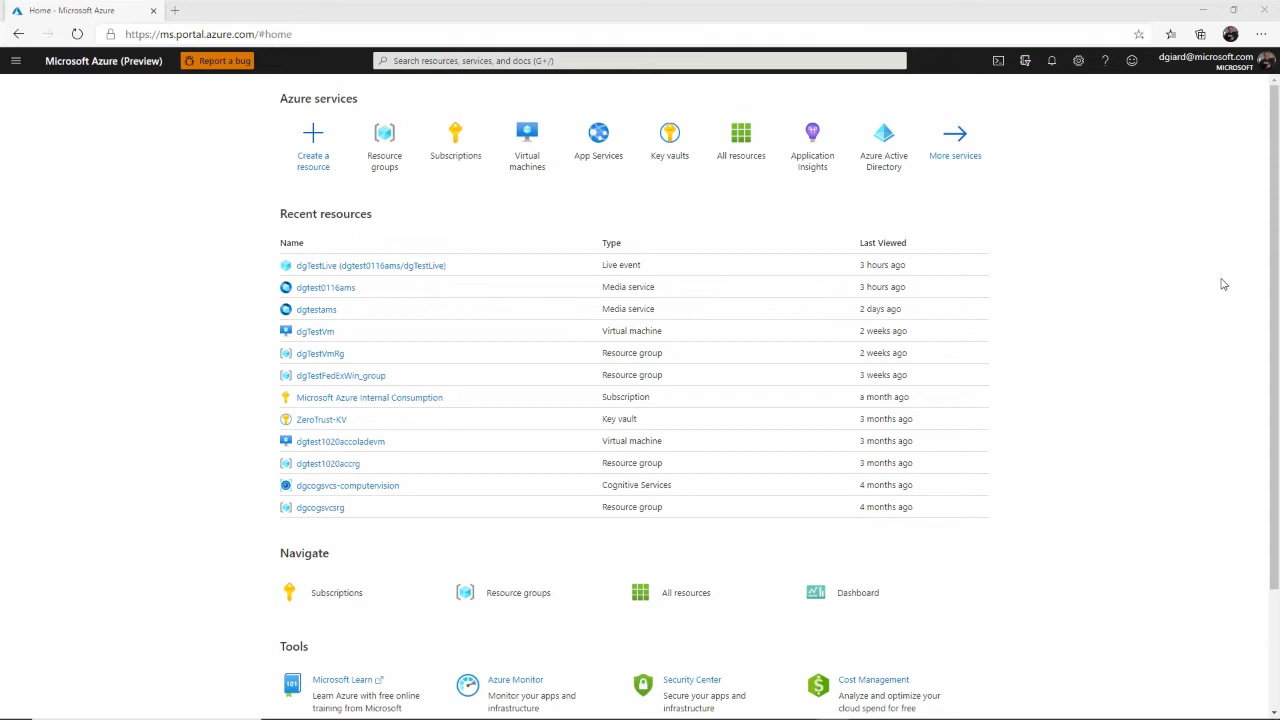 Home - Microsoft Azure
https://ms.portal.azure.com/#home
Microsoft Azure (Preview)
Report a bug
Search resources, services, and docs (G+/)
dgiard@microsoft.com
MICROSOFT
Azure services
Create a resource
Resource groups
Subscriptions
Virtual machines
App Services
Key vaults
All resources
Application Insights
Azure Active Directory
More services
Recent resources
Name Type Last Viewed
dgTestLive (dgtest0116ams/dgTestLive) Live event 3 hours ago
dgtest0116ams Media service 3 hours ago
dgtestams Media service 2 days ago
dgTestVm Virtual machine 2 weeks ago
dgTestVmRg Resource group 2 weeks ago
dgTestFedExWin_group Resource group 3 weeks ago
Microsoft Azure Internal Consumption Subscription a month ago
ZeroTrust-KV Key vault 3 months ago
dgtest1020accoladevm Virtual machine 3 months ago
dgtest1020accrg Resource group 3 months ago
dgcogsvcs-computervision Cognitive Services 4 months ago
dgcogsvcsrg Resource group 4 months ago
Navigate
Subscriptions Resource groups All resources Dashboard
Tools
101
Microsoft Learn
Learn Azure with free online
training from Microsoft
Azure Monitor
Monitor your apps and
infrastructure
Security Center
Secure your apps and
infrastructure
Cost Management
Analyze and optimize your
cloud spend for free